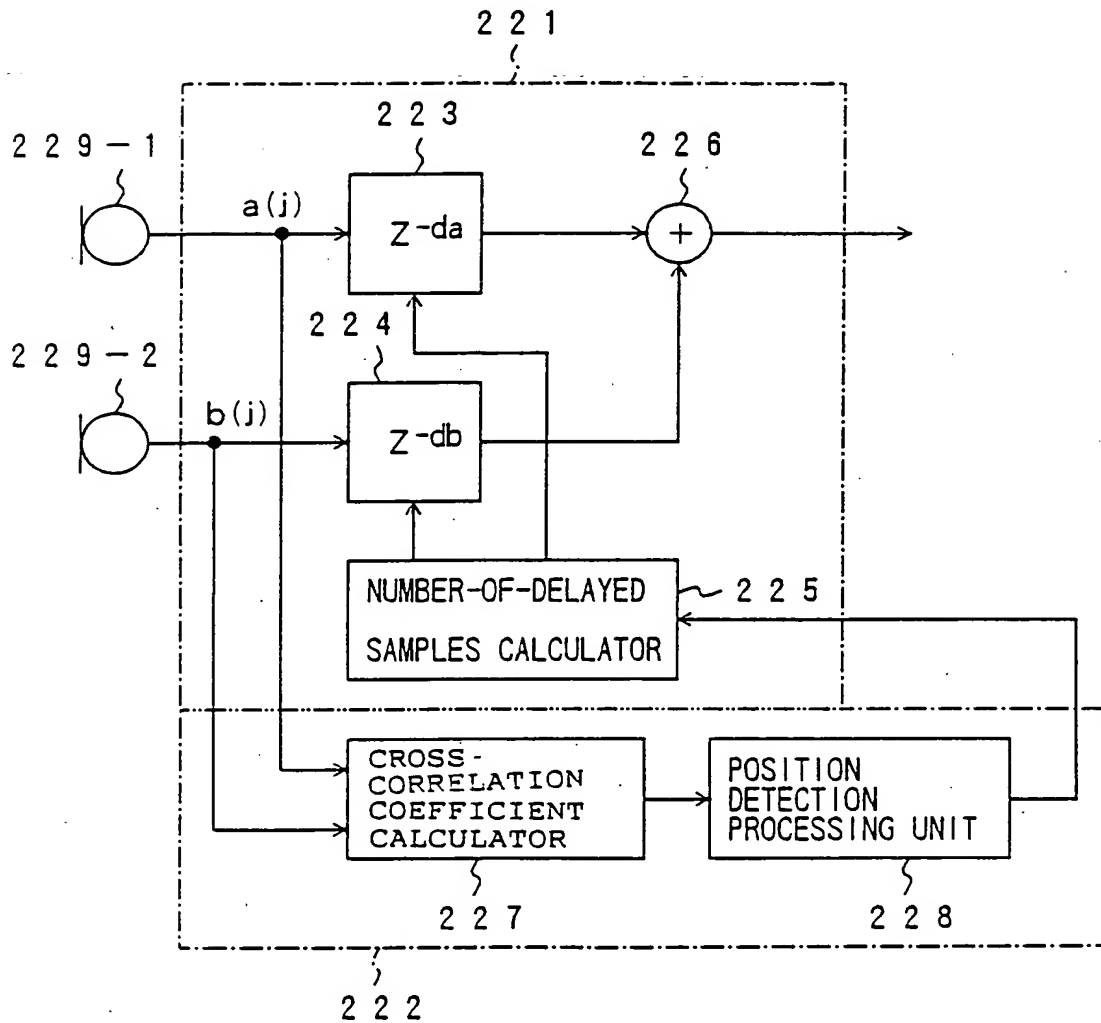 221
223
226
229-1
a(j)
Z-da
+
224
229-2
b(j)
Z-db
NUMBER-OF-DELAYED
SAMPLES CALCULATOR
225
CROSS-
CORRELATION
COEFFICIENT
CALCULATOR
POSITION
DETECTION
PROCESSING UNIT
227
228
222